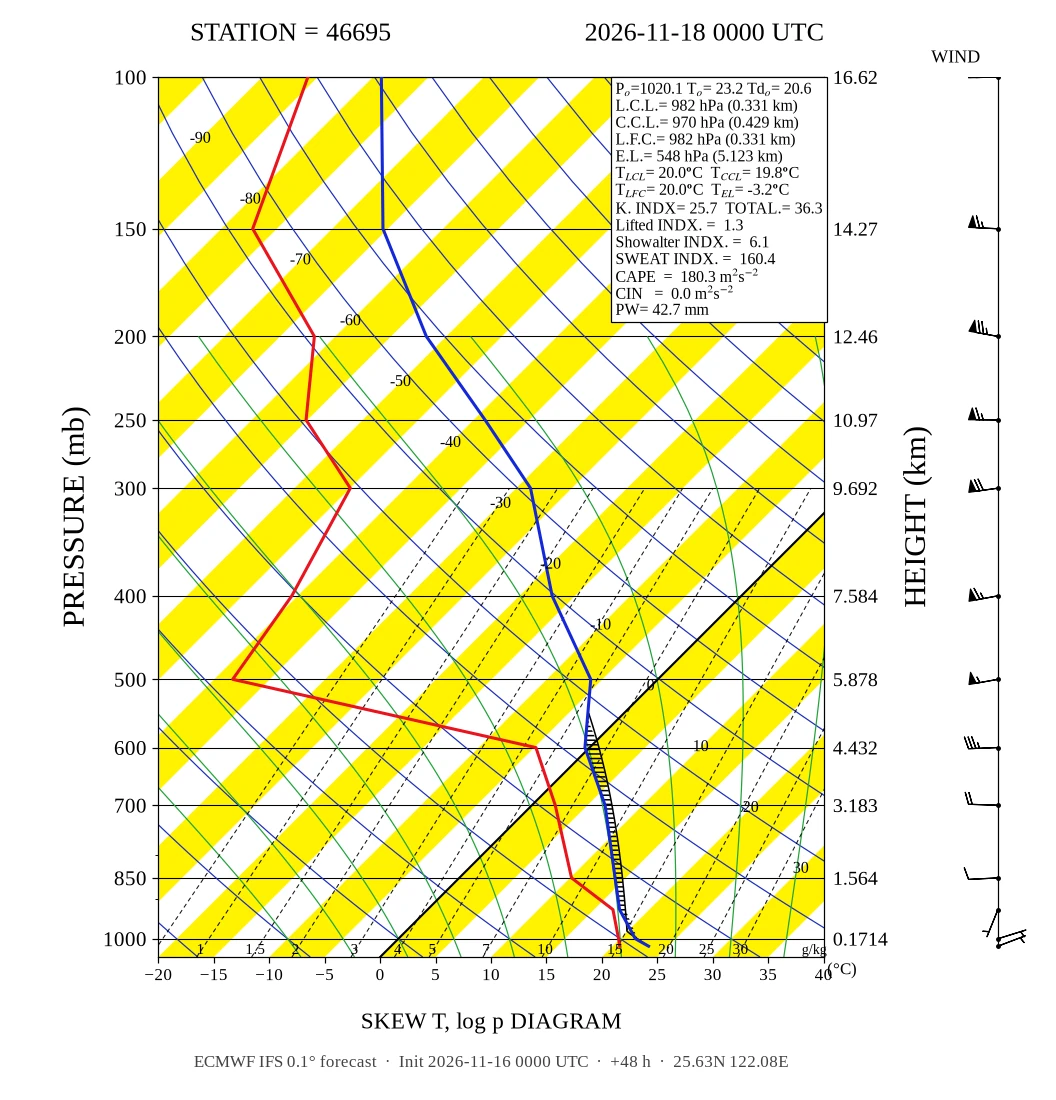 STATION = 46695
2026-11-18 0000 UTC
WIND
P₀=1020.1 T₀= 23.2 Td₀= 20.6
L.C.L.= 982 hPa (0.331 km)
C.C.L.= 970 hPa (0.429 km)
L.F.C.= 982 hPa (0.331 km)
E.L.= 548 hPa (5.123 km)
T_LCL= 20.0°C T_CCL= 19.8°C
T_LFC= 20.0°C T_EL= -3.2°C
K. INDX= 25.7 TOTAL.= 36.3
Lifted INDX. = 1.3
Showalter INDX. = 6.1
SWEAT INDX. = 160.4
CAPE = 180.3 m²s⁻²
CIN = 0.0 m²s⁻²
PW= 42.7 mm
100
16.62
-90
-80
150
14.27
-70
-60
200
12.46
-50
250
10.97
-40
300
9.692
-30
-20
400
7.584
-10
500
5.878
0
600
4.432
10
700
3.183
20
850
1.564
30
1000
0.1714
PRESSURE (mb)
HEIGHT (km)
1 1.5 2 3 4 5 7 10 15 20 25 30 g/kg
−20 −15 −10 −5 0 5 10 15 20 25 30 35 40
(°C)
SKEW T, log p DIAGRAM
ECMWF IFS 0.1° forecast · Init 2026-11-16 0000 UTC · +48 h · 25.63N 122.08E